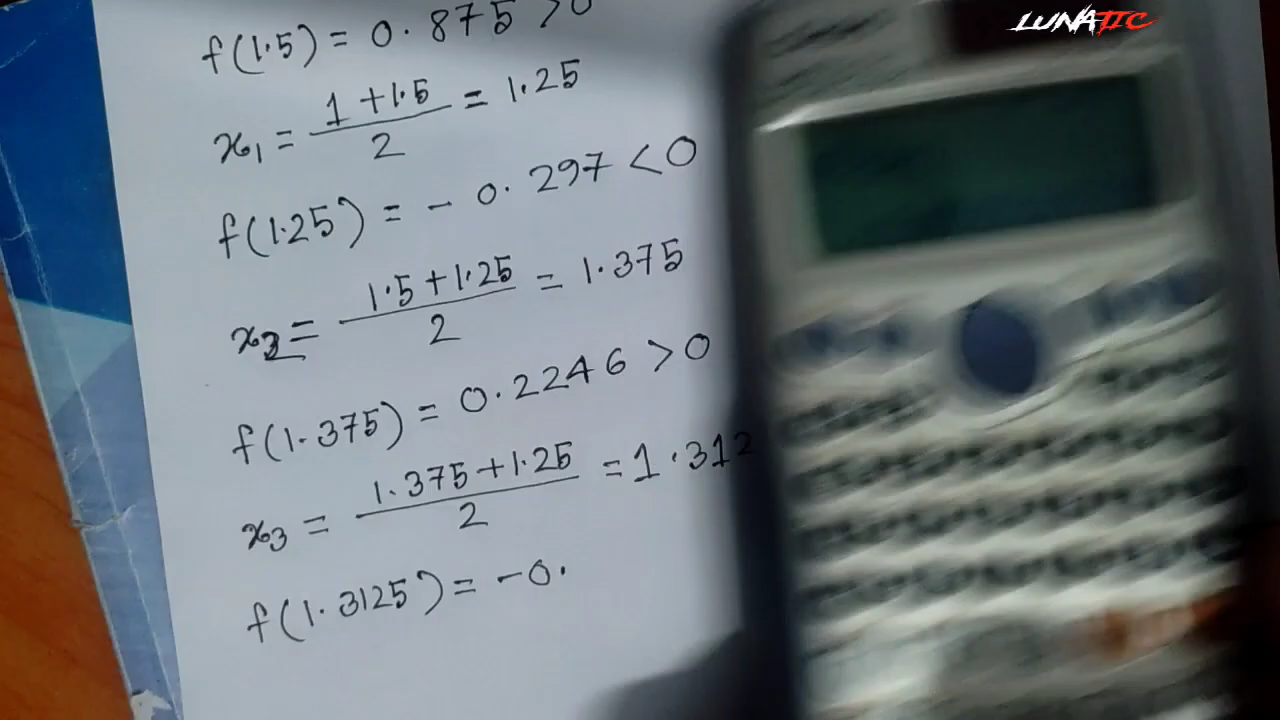 LUNATIC
f(1.5) = 0.875 >0
x₁ = (1+1.5)/2 = 1.25
f(1.25) = -0.297 <0
x₂ = (1.5+1.25)/2 = 1.375
f(1.375) = 0.2246 >0
x₃ = (1.375+1.25)/2 = 1.312
f(1.3125) = -0.